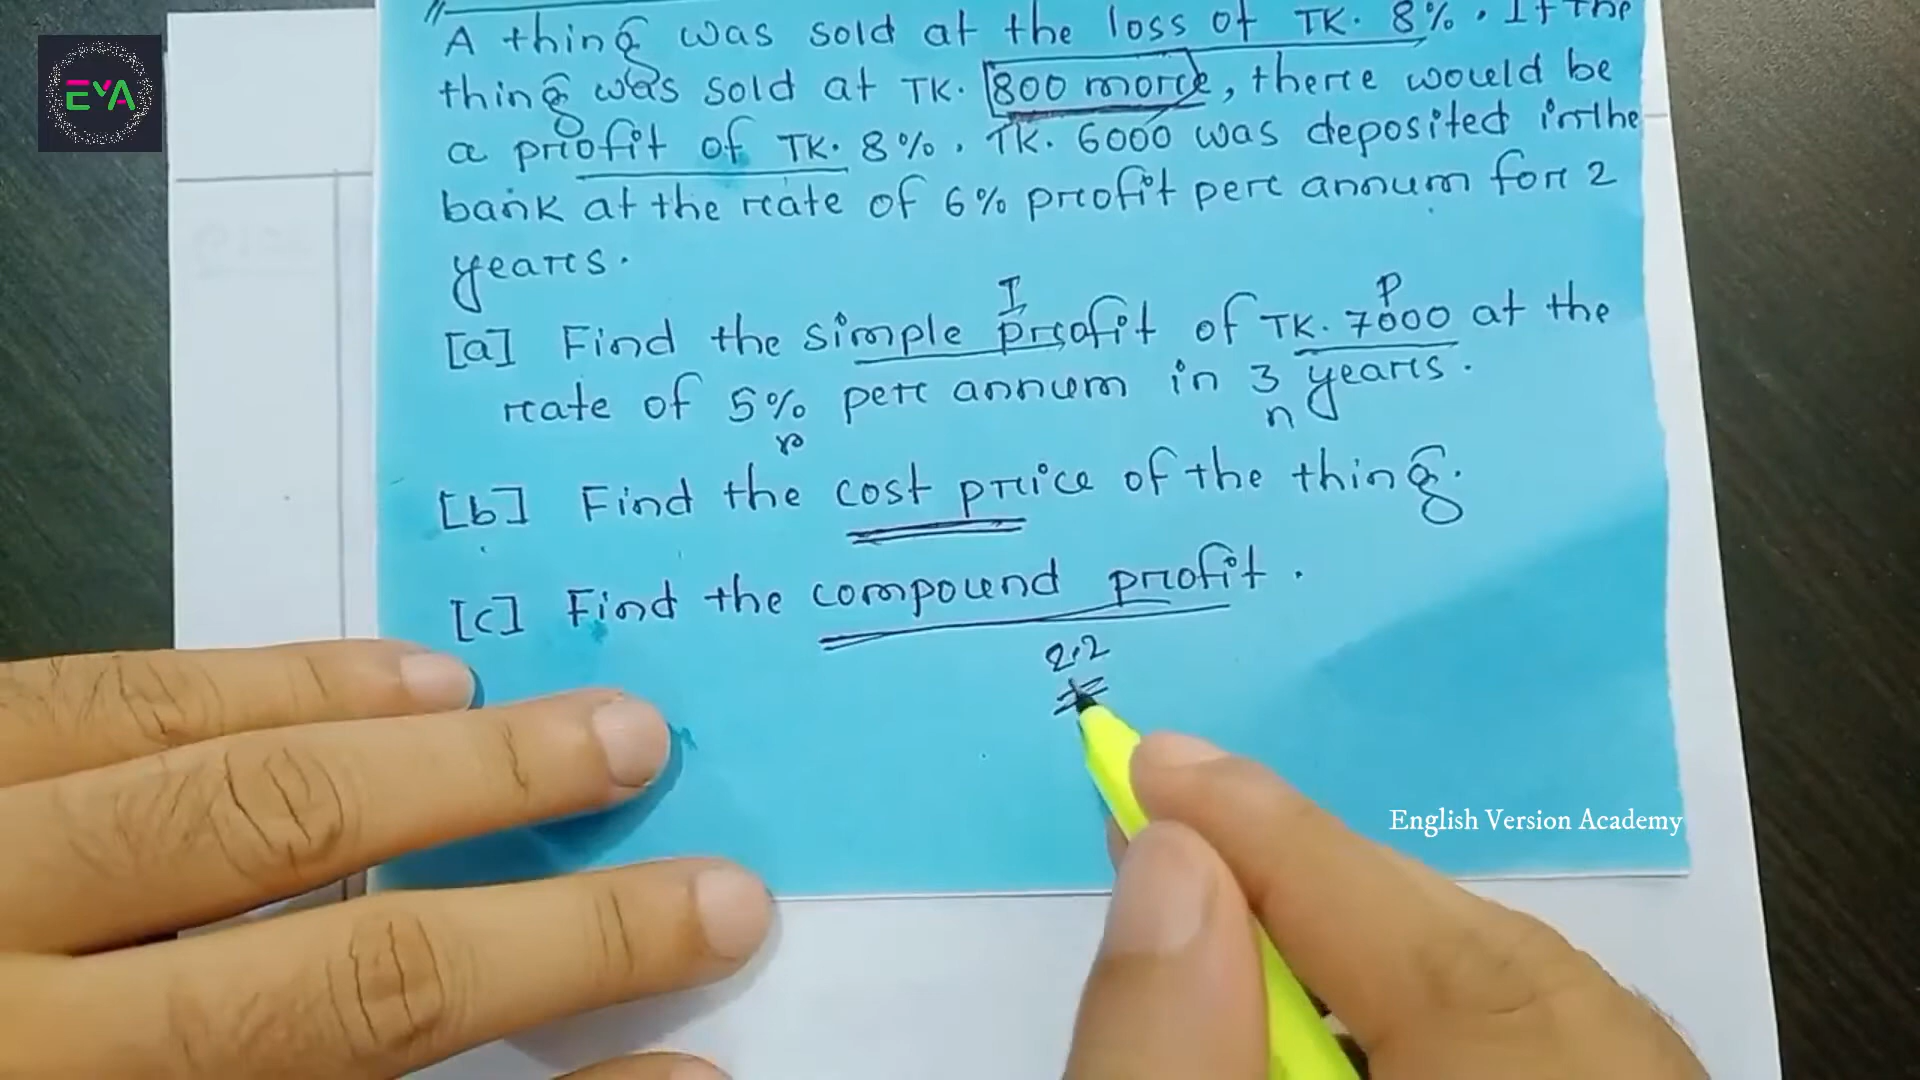 EVA
A thing was sold at the loss of TK. 8%. If the
thing was sold at TK. 800 more, there would be
a profit of TK. 8%. TK. 6000 was deposited in the
bank at the rate of 6% profit per annum for 2
years.
I P
[a] Find the simple profit of TK. 7000 at the
rate of 5% per annum in 3 years.
r n
[b] Find the cost price of the thing.
[c] Find the compound profit.
2.2
English Version Academy